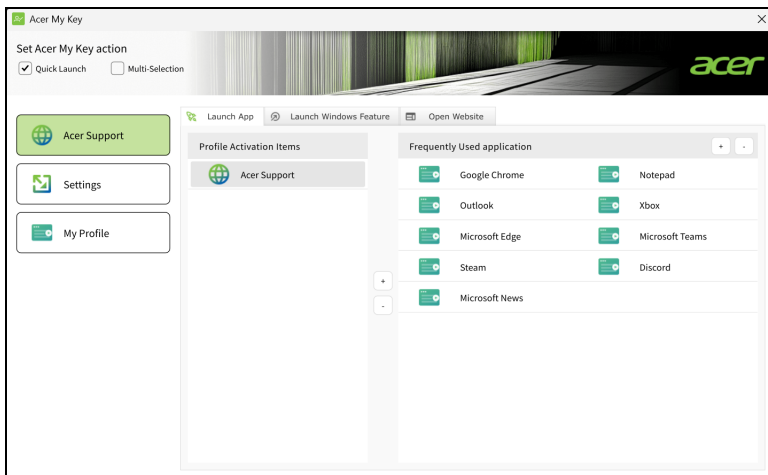 Acer My Key
Set Acer My Key action
Quick Launch Multi-Selection
acer
Launch App Launch Windows Feature Open Website
Acer Support
Settings
My Profile
Profile Activation Items
Acer Support
+
-
Frequently Used application + -
Google Chrome Notepad
Outlook Xbox
Microsoft Edge Microsoft Teams
Steam Discord
Microsoft News